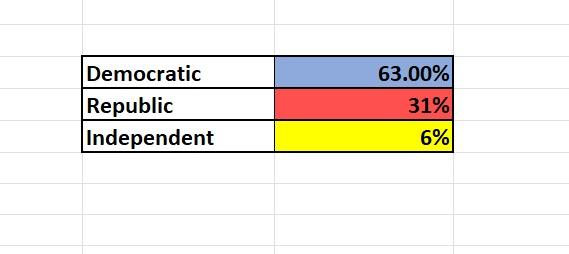 Democratic 63.00%
Republic 31%
Independent 6%